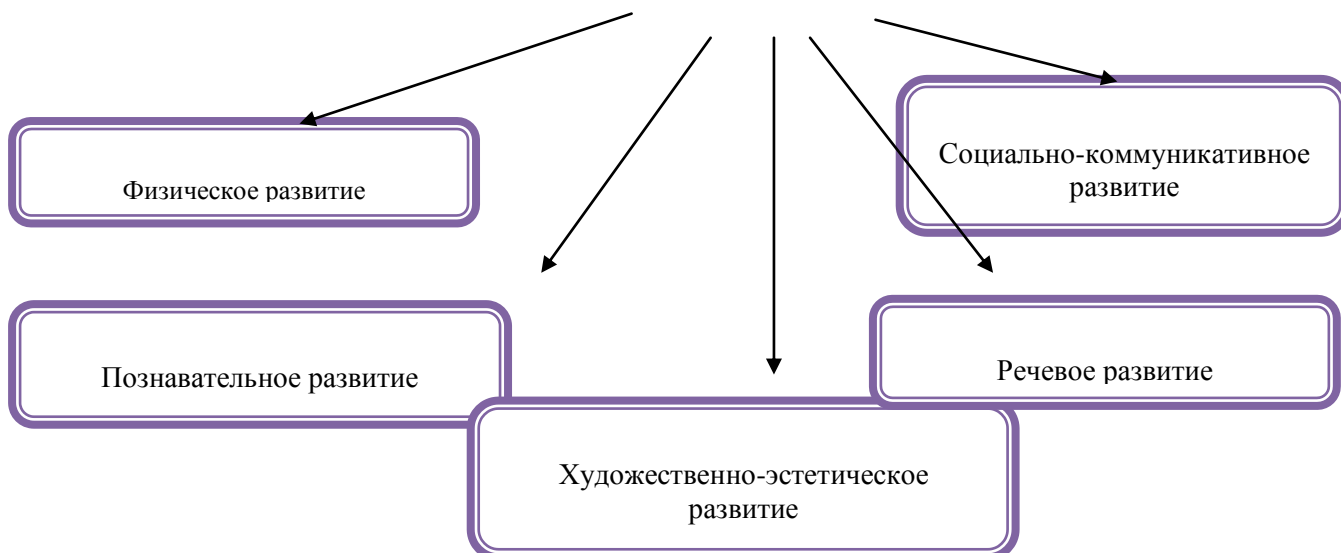 Социально-коммуникативное
развитие
Физическое развитие
Познавательное развитие
Речевое развитие
Художественно-эстетическое
развитие